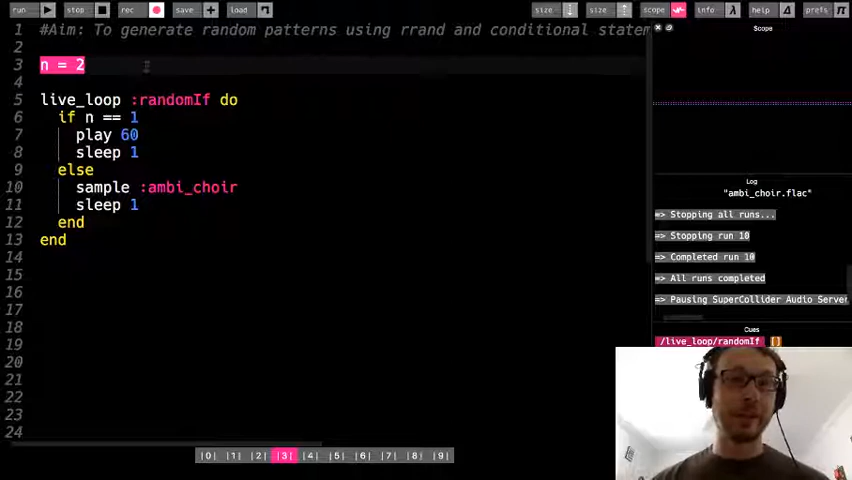 run stop rec save load size size scope info help prefs
1 #Aim: To generate random patterns using rrand and conditional statem
2
3 n = 2
4
5 live_loop :randomIf do
6 if n == 1
7 play 60
8 sleep 1
9 else
10 sample :ambi_choir
11 sleep 1
12 end
13 end
14
15
16
17
18
19
20
21
22
23
24
|0| |1| |2| |3| |4| |5| |6| |7| |8| |9|
Scope
Log
"ambi_choir.flac"
=> Stopping all runs...
=> Stopping run 10
=> Completed run 10
=> All runs completed
=> Pausing SuperCollider Audio Server
Cues
/live_loop/randomIf []